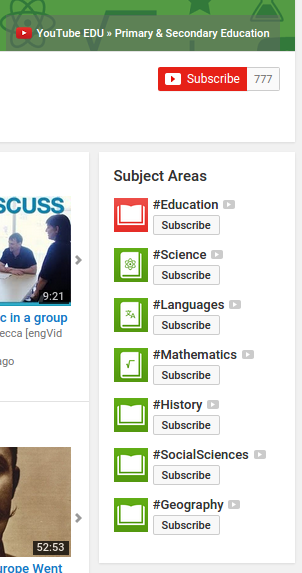 YouTube EDU » Primary & Secondary Education
Subscribe 777
SCUSS
9:21
c in a group
ecca [engVid
ago
52:53
urope Went
Subject Areas
#Education
Subscribe
#Science
Subscribe
#Languages
Subscribe
#Mathematics
Subscribe
#History
Subscribe
#SocialSciences
Subscribe
#Geography
Subscribe